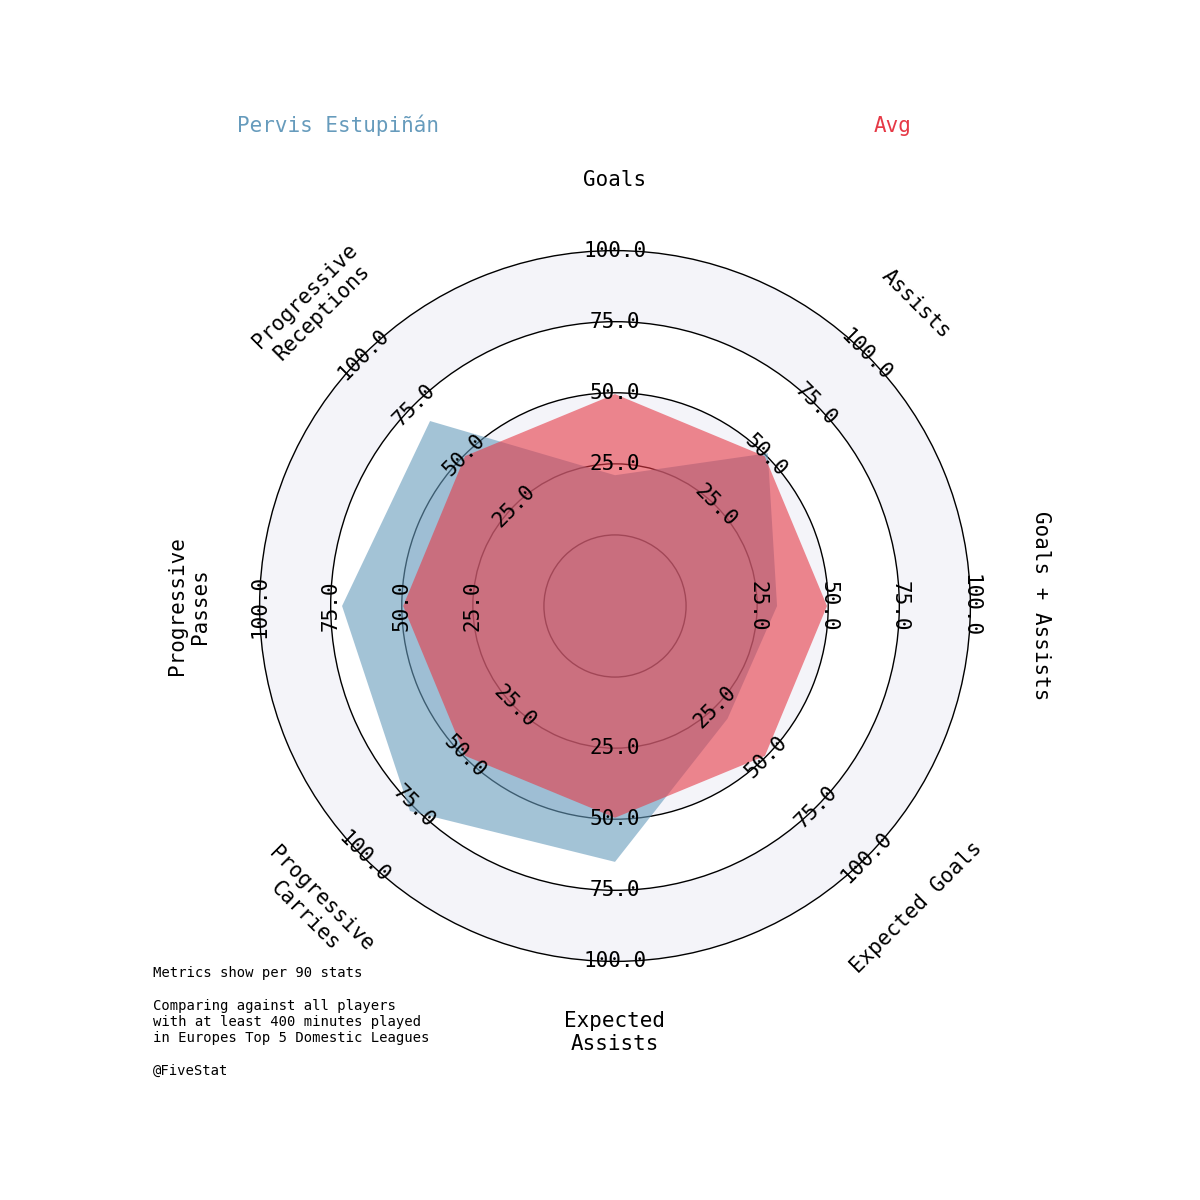 Pervis Estupiñán
Avg
Goals
Progressive
Receptions
Assists
100.0
100.0
100.0
75.0
75.0
75.0
50.0
50.0
50.0
25.0
25.0
25.0
Progressive
Passes
100.0
75.0
50.0
25.0
25.0
50.0
75.0
100.0
Goals + Assists
25.0
25.0
25.0
50.0
50.0
50.0
75.0
75.0
75.0
100.0
100.0
100.0
Progressive
Carries
Expected Goals
Expected
Assists
Metrics show per 90 stats
Comparing against all players
with at least 400 minutes played
in Europes Top 5 Domestic Leagues
@FiveStat